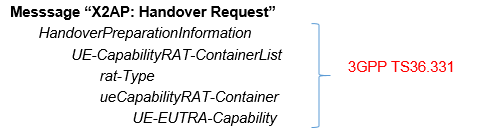 Messsage “X2AP: Handover Request”
HandoverPreparationInformation
UE-CapabilityRAT-ContainerList
rat-Type
ueCapabilityRAT-Container
UE-EUTRA-Capability
3GPP TS36.331